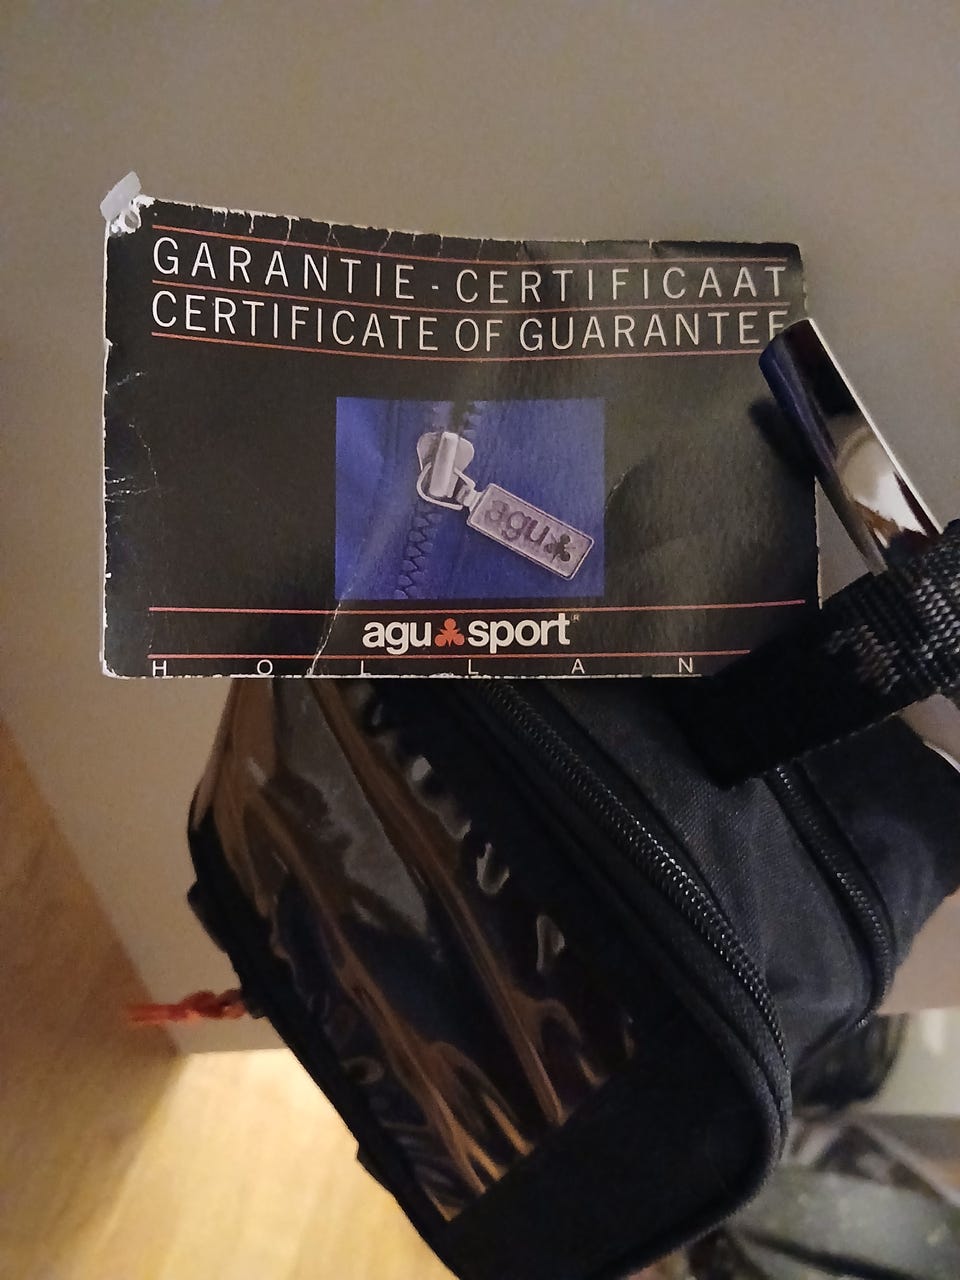 GARANTIE - CERTIFICAAT
CERTIFICATE OF GUARANTEE
agu
agu sport®
H O L L A N